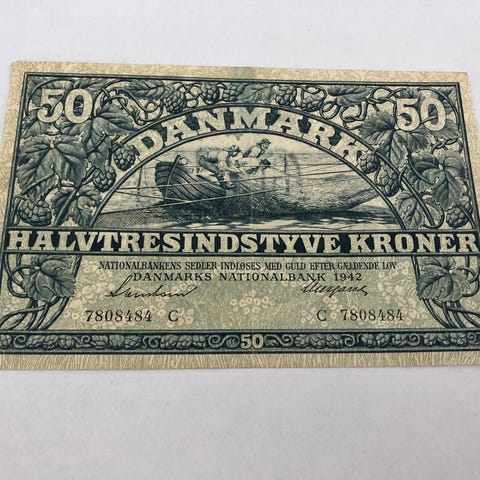 50 50
DANMARK
HALVTRESINDSTYVE KRONER
NATIONALBANKENS SEDLER INDLØSES MED GULD EFTER GÆLDENDE LOV
DANMARKS NATIONALBANK 1942
7808484 C C 7808484
50